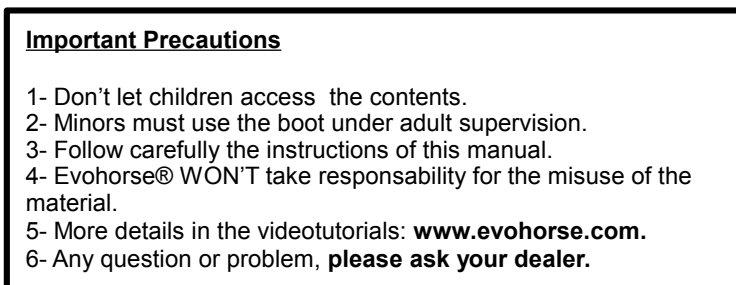 Important Precautions
1- Don’t let children access  the contents.
2- Minors must use the boot under adult supervision.
3- Follow carefully the instructions of this manual.
4- Evohorse® WON’T take responsability for the misuse of the
material.
5- More details in the videotutorials: www.evohorse.com.
6- Any question or problem, please ask your dealer.